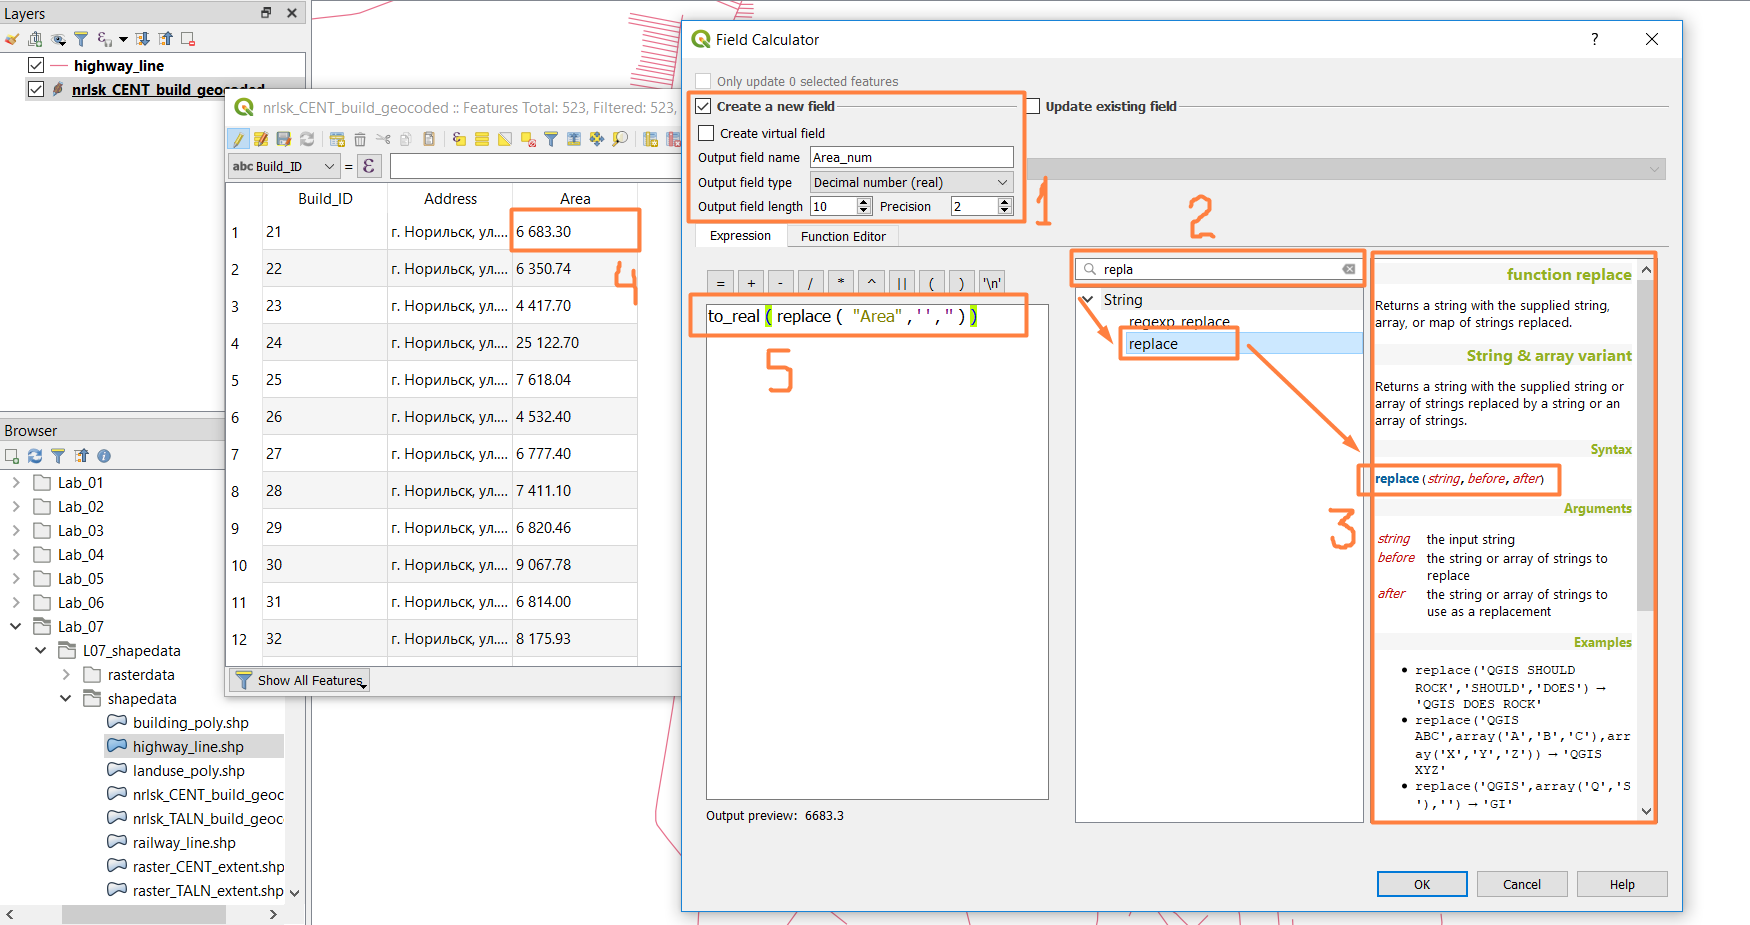 Layers
highway_line
nrlsk_CENT_build_geocoded
nrlsk_CENT_build_geocoded :: Features Total: 523, Filtered: 523,
abc Build_ID
=
ε
Build_ID Address Area
1 21 г. Норильск, ул.... 6 683.30
2 22 г. Норильск, ул.... 6 350.74
3 23 г. Норильск, ул.... 4 417.70
4 24 г. Норильск, ул.... 25 122.70
5 25 г. Норильск, ул.... 7 618.04
6 26 г. Норильск, ул.... 4 532.40
7 27 г. Норильск, ул.... 6 777.40
8 28 г. Норильск, ул.... 7 411.10
9 29 г. Норильск, ул.... 6 820.46
10 30 г. Норильск, ул.... 9 067.78
11 31 г. Норильск, ул.... 6 814.00
12 32 г. Норильск, ул.... 8 175.93
4
Show All Features
Browser
Lab_01
Lab_02
Lab_03
Lab_04
Lab_05
Lab_06
Lab_07
L07_shapedata
rasterdata
shapedata
building_poly.shp
highway_line.shp
landuse_poly.shp
nrlsk_CENT_build_geoc
nrlsk_TALN_build_geoc
railway_line.shp
raster_CENT_extent.shp
raster_TALN_extent.shp
Field Calculator
?
Only update 0 selected features
Create a new field
Update existing field
Create virtual field
Output field name Area_num
Output field type Decimal number (real)
Output field length 10 Precision 2
1
2
Expression Function Editor
= + - / * ^ || ( ) '\n'
to_real ( replace ( "Area" ,' ' , '' ) )
5
Output preview: 6683.3
repla
String
regexp_replace
replace
3
function replace
Returns a string with the supplied string,
array, or map of strings replaced.
String & array variant
Returns a string with the supplied string or
array of strings replaced by a string or an
array of strings.
Syntax
replace(string,before,after)
Arguments
string the input string
before the string or array of strings to
replace
after the string or array of strings to
use as a replacement
Examples
• replace('QGIS SHOULD
ROCK','SHOULD','DOES') →
'QGIS DOES ROCK'
• replace('QGIS
ABC',array('A','B','C'),arr
ay('X','Y','Z')) → 'QGIS
XYZ'
• replace('QGIS',array('Q','S
'),'') → 'GI'
OK Cancel Help